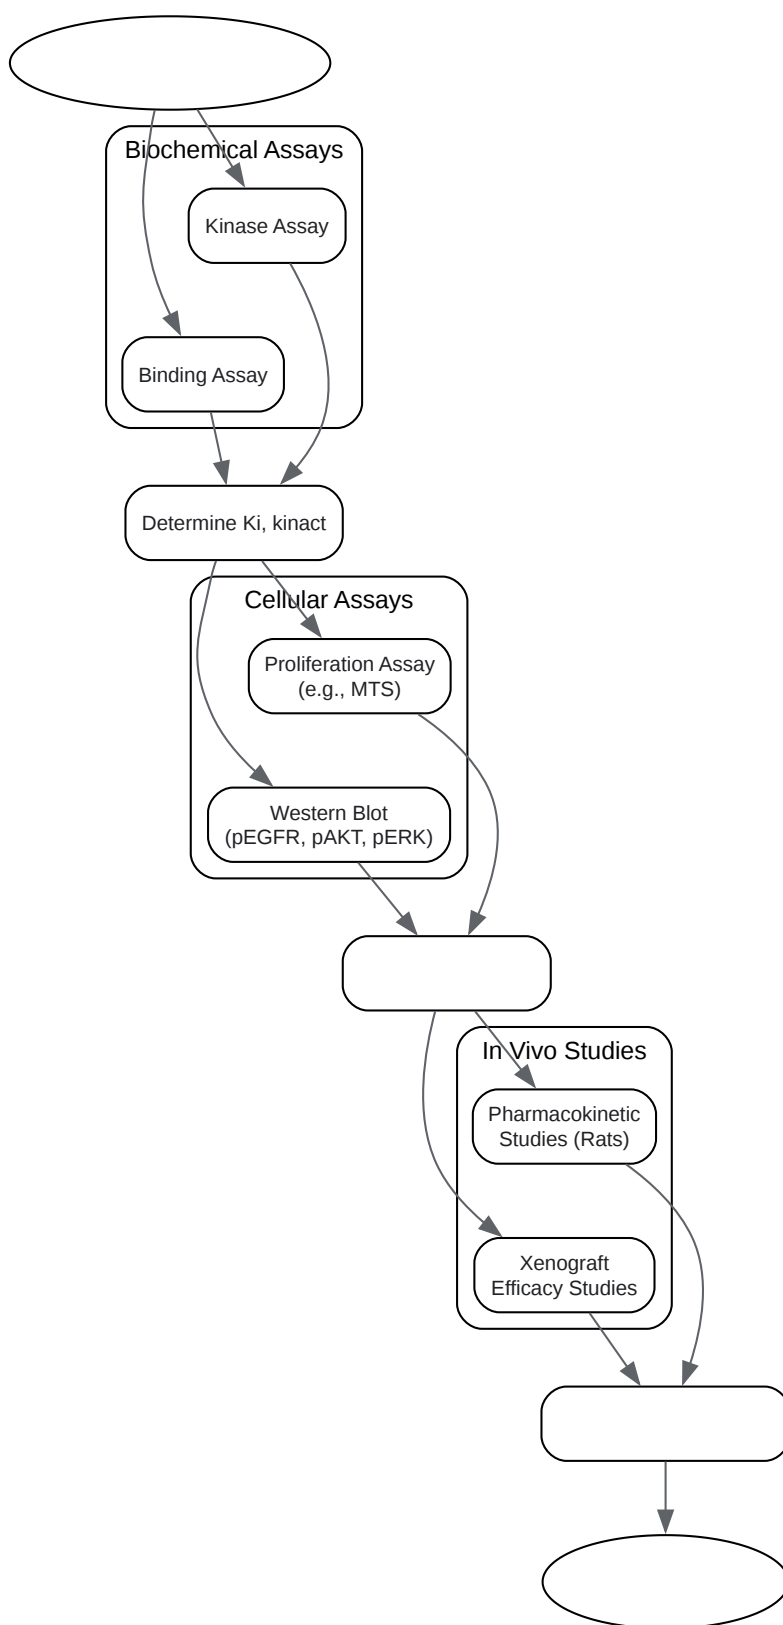 Biochemical Assays
Kinase Assay
Binding Assay
Determine Ki, kinact
Cellular Assays
Proliferation Assay
(e.g., MTS)
Western Blot
(pEGFR, pAKT, pERK)
In Vivo Studies
Pharmacokinetic
Studies (Rats)
Xenograft
Efficacy Studies